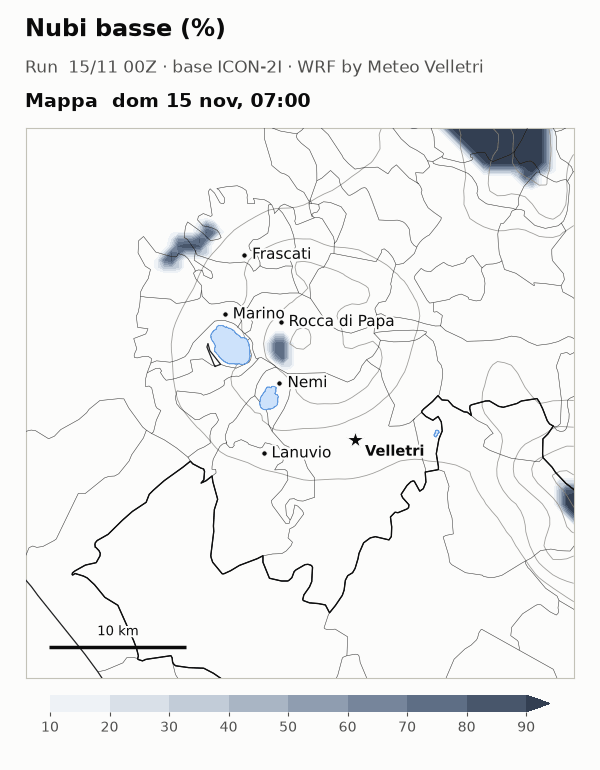 Nubi basse (%)
Run  15/11 00Z · base ICON-2I · WRF by Meteo Velletri
Mappa  dom 15 nov, 07:00
Frascati
Marino
Rocca di Papa
Nemi
Velletri
Lanuvio
10 km
10 20 30 40 50 60 70 80 90